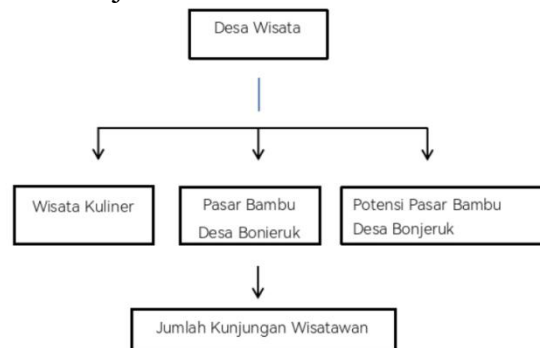 Desa Wisata
Wisata Kuliner
Pasar Bambu
Desa Bonieruk
Potensi Pasar Bambu
Desa Bonjeruk
Jumlah Kunjungan Wisatawan